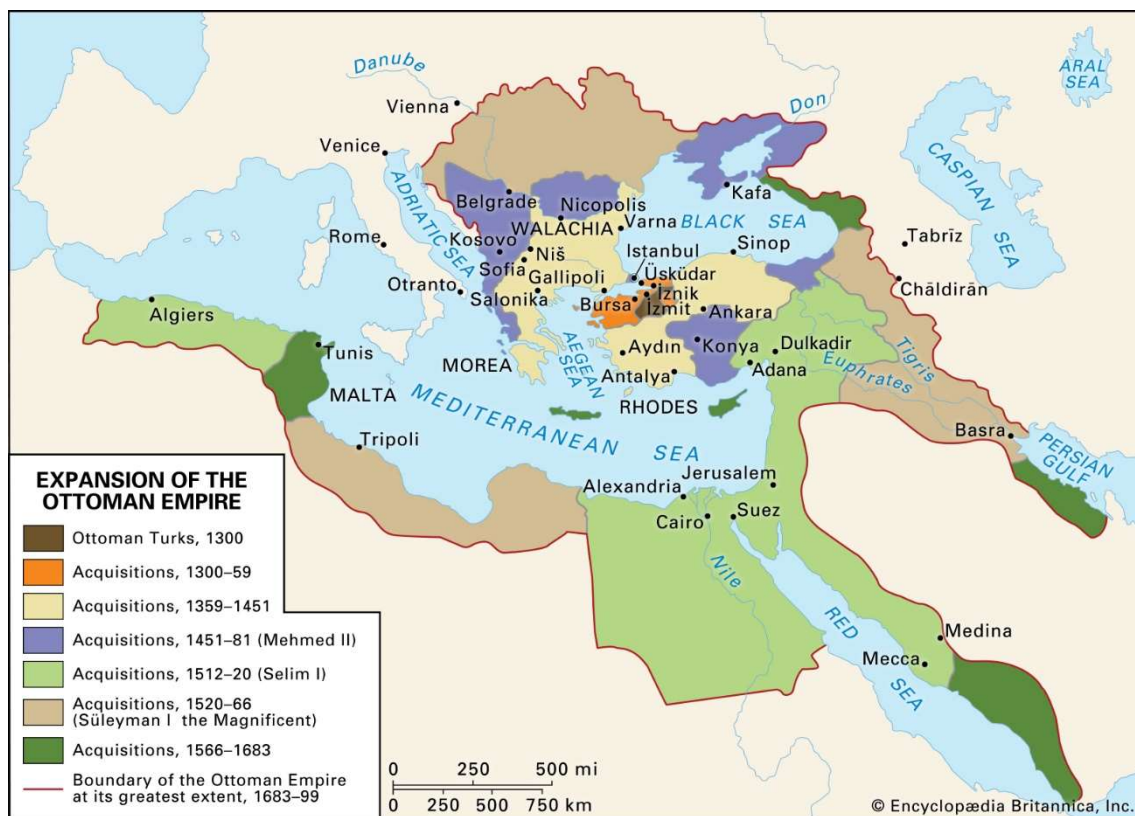 Danube
Vienna
Don
ARAL
SEA
Venice
CASPIAN
SEA
ADRIATIC SEA
Belgrade
Nicopolis
Kafa
WALACHIA
Varna
BLACK SEA
Rome
Kosovo
Niš
Istanbul
Sinop
Tabrīz
Sofia
Üsküdar
Otranto
Gallipoli
İznik
Chāldirān
Salonika
Bursa
İzmit
Ankara
Algiers
Tunis
MOREA
AEGEAN
SEA
Aydın
Konya
Dulkadir
Tigris
Euphrates
Adana
Antalya
MALTA
RHODES
MEDITERRANEAN SEA
Basra
PERSIAN
GULF
Tripoli
Jerusalem
Alexandria
Cairo
Suez
Nile
RED
SEA
Medina
Mecca
EXPANSION OF THE
OTTOMAN EMPIRE
Ottoman Turks, 1300
Acquisitions, 1300–59
Acquisitions, 1359–1451
Acquisitions, 1451–81 (Mehmed II)
Acquisitions, 1512–20 (Selim I)
Acquisitions, 1520–66
(Süleyman I the Magnificent)
Acquisitions, 1566–1683
Boundary of the Ottoman Empire
at its greatest extent, 1683–99
0 250 500 mi
0 250 500 750 km
© Encyclopædia Britannica, Inc.